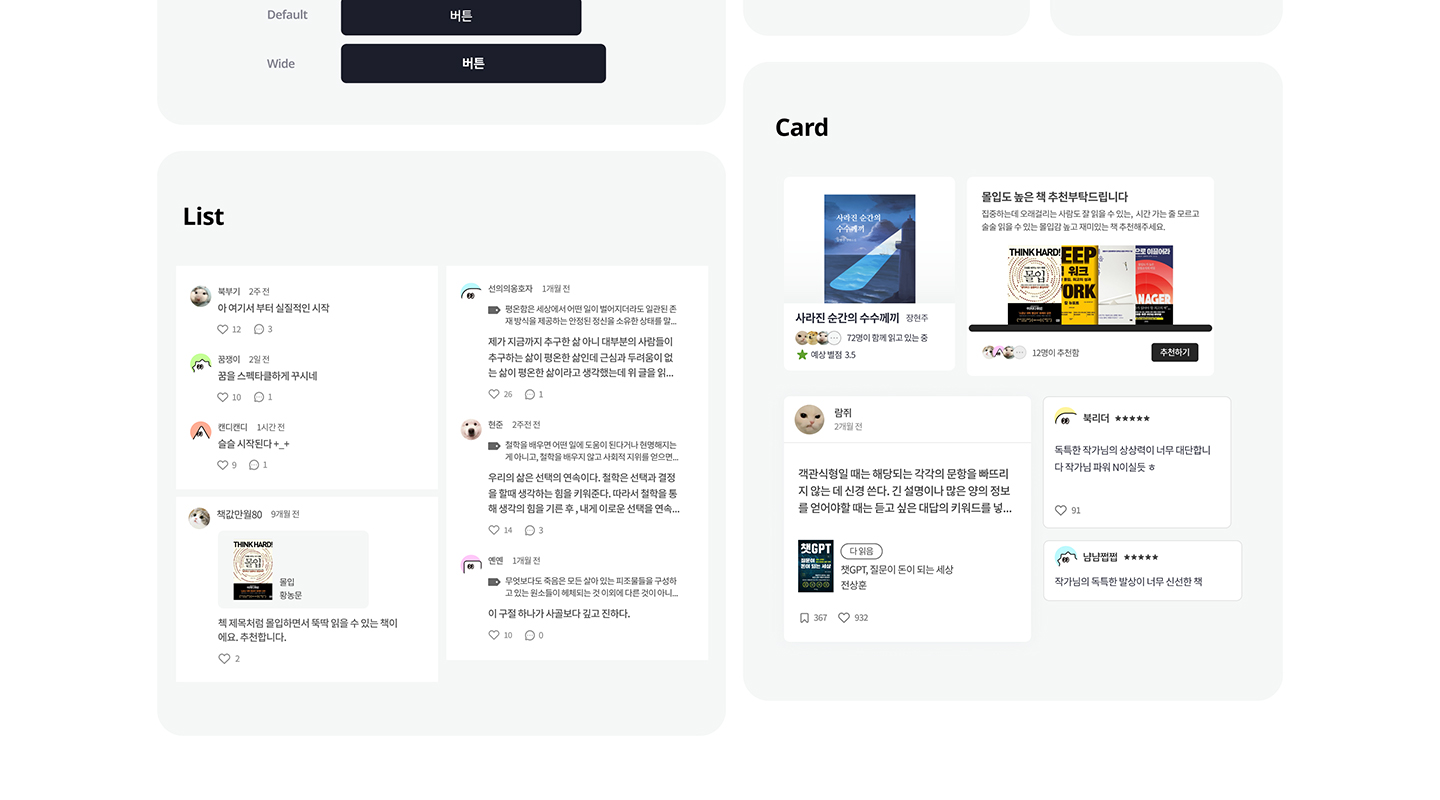 Default
버튼
Wide
버튼
List
북부기 2주 전
아 여기서 부터 실질적인 시작
12 3
꿈쟁이 2일 전
꿈을 스펙타클하게 꾸시네
10 1
캔디캔디 1시간 전
슬슬 시작된다 +_+
9 1
책값만월80 9개월 전
THINK HARD!
몰입
몰입
황농문
첵 제목처럼 몰입하면서 뚝딱 읽을 수 있는 책이
에요. 추천합니다.
2
선의의옹호자 1개월 전
평온함은 세상에서 어떤 일이 벌어지더라도 일관된 존
재 방식을 제공하는 안정된 정신을 소유한 상태를 말...
제가 지금까지 추구한 삶 아니 대부분의 사람들이
추구하는 삶이 평온한 삶인데 근심과 두려움이 없
는 삶이 평온한 삶이라고 생각했는데 위 글을 읽...
26 1
현준 2주전 전
철학을 배우면 어떤 일에 도움이 된다거나 현명해지는
게 아니고, 철학을 배우지 않고 사회적 지위를 얻으면...
우리의 삶은 선택의 연속이다. 철학은 선택과 결정
을 할때 생각하는 힘을 키워준다. 따라서 철학을 통
해 생각의 힘을 기른 후 , 내게 이로운 선택을 연속...
14 3
옌옌 1개월 전
무엇보다도 죽음은 모든 살아 있는 피조물들을 구성하
고 있는 원소들이 헤체되는 것 이외에 다른 것이 아니...
이 구절 하나가 사골보다 깊고 진하다.
10 0
Card
사라진 순간의
수수께끼
사라진 순간의 수수께끼 장현주
72명이 함께 읽고 있는 중
예상 별점 3.5
몰입도 높은 책 추천부탁드립니다
집중하는데 오래걸리는 사람도 잘 읽을 수 있는, 시간 가는 줄 모르고
술술 읽을 수 있는 몰입감 높고 재미있는 책 추천해주세요.
THINK HARD!
몰입
EEP
워크
ORK
으로 이끌어라
NAGER
12명이 추천함
추천하기
람쥐
2개월 전
객관식형일 때는 해당되는 각각의 문항을 빠뜨리
지 않는 데 신경 쓴다. 긴 설명이나 많은 양의 정보
를 얻어야할 때는 듣고 싶은 대답의 키워드를 넣...
챗GPT
질문이
돈이 되는 세상
다 읽음
챗GPT, 질문이 돈이 되는 세상
전상훈
367 932
북리더 ★★★★★
독특한 작가님의 상상력이 너무 대단합니
다 작가님 파워 N이실듯 ㅎ
91
냠냠쩝쩝 ★★★★★
작가님의 독특한 발상이 너무 신선한 책